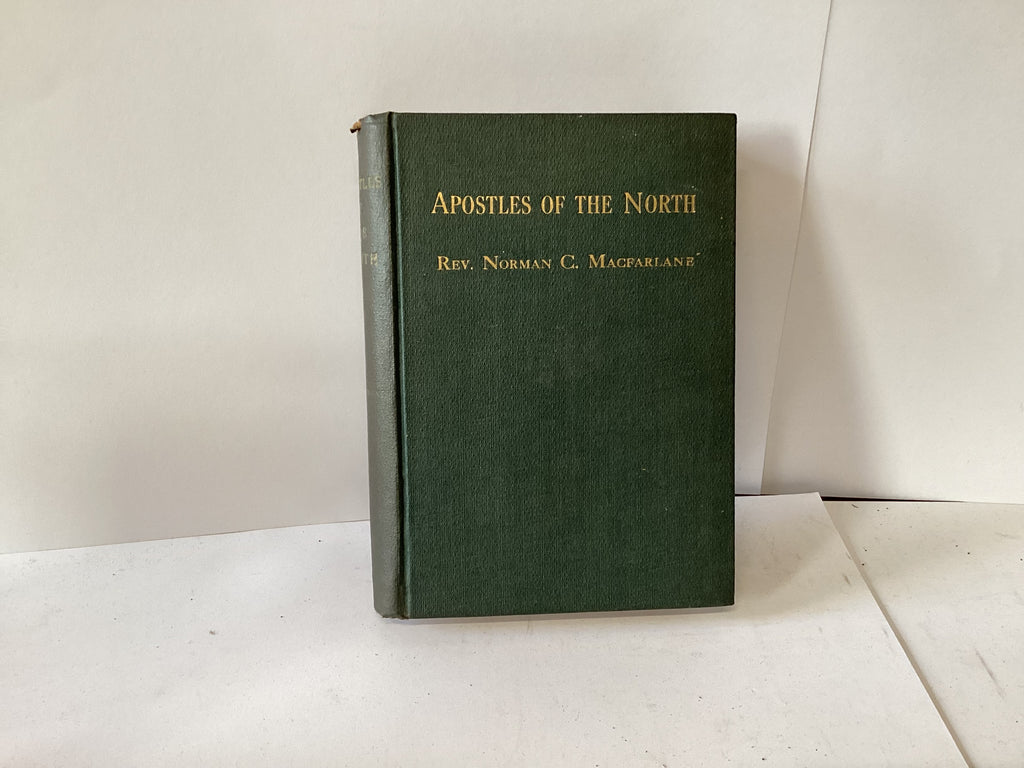 APOSTLES OF THE NORTH
REV. NORMAN C. MACFARLANE